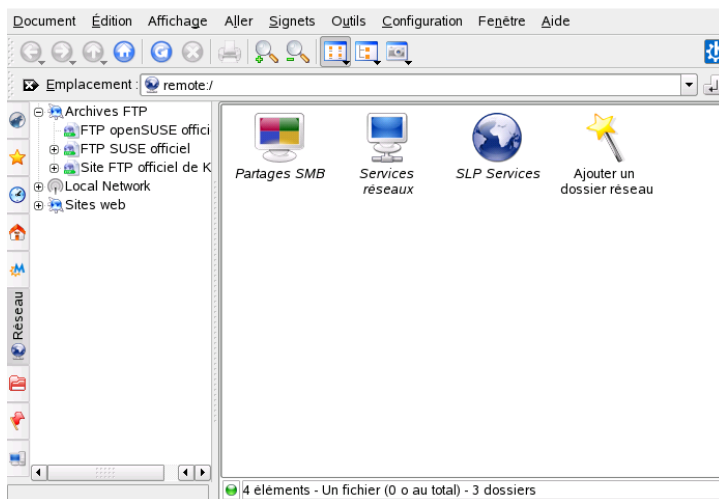 Document Édition Affichage Aller Signets Outils Configuration Fenêtre Aide
Emplacement : remote:/
Archives FTP
FTP openSUSE offici
FTP SUSE officiel
Site FTP officiel de K
Local Network
Sites web
Réseau
Partages SMB
Services réseaux
SLP Services
Ajouter un dossier réseau
4 éléments - Un fichier (0 o au total) - 3 dossiers